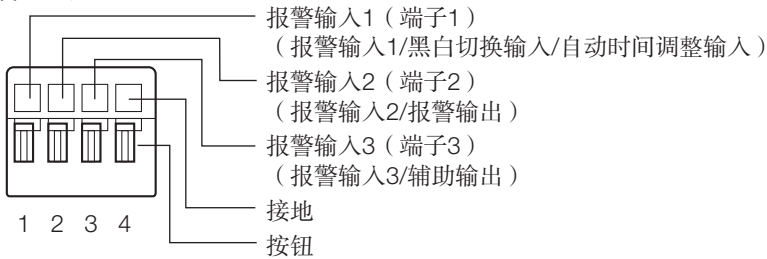 报警输入1（端子1）
（报警输入1/黑白切换输入/自动时间调整输入）
报警输入2（端子2）
（报警输入2/报警输出）
报警输入3（端子3）
（报警输入3/辅助输出）
接地
按钮
1 2 3 4